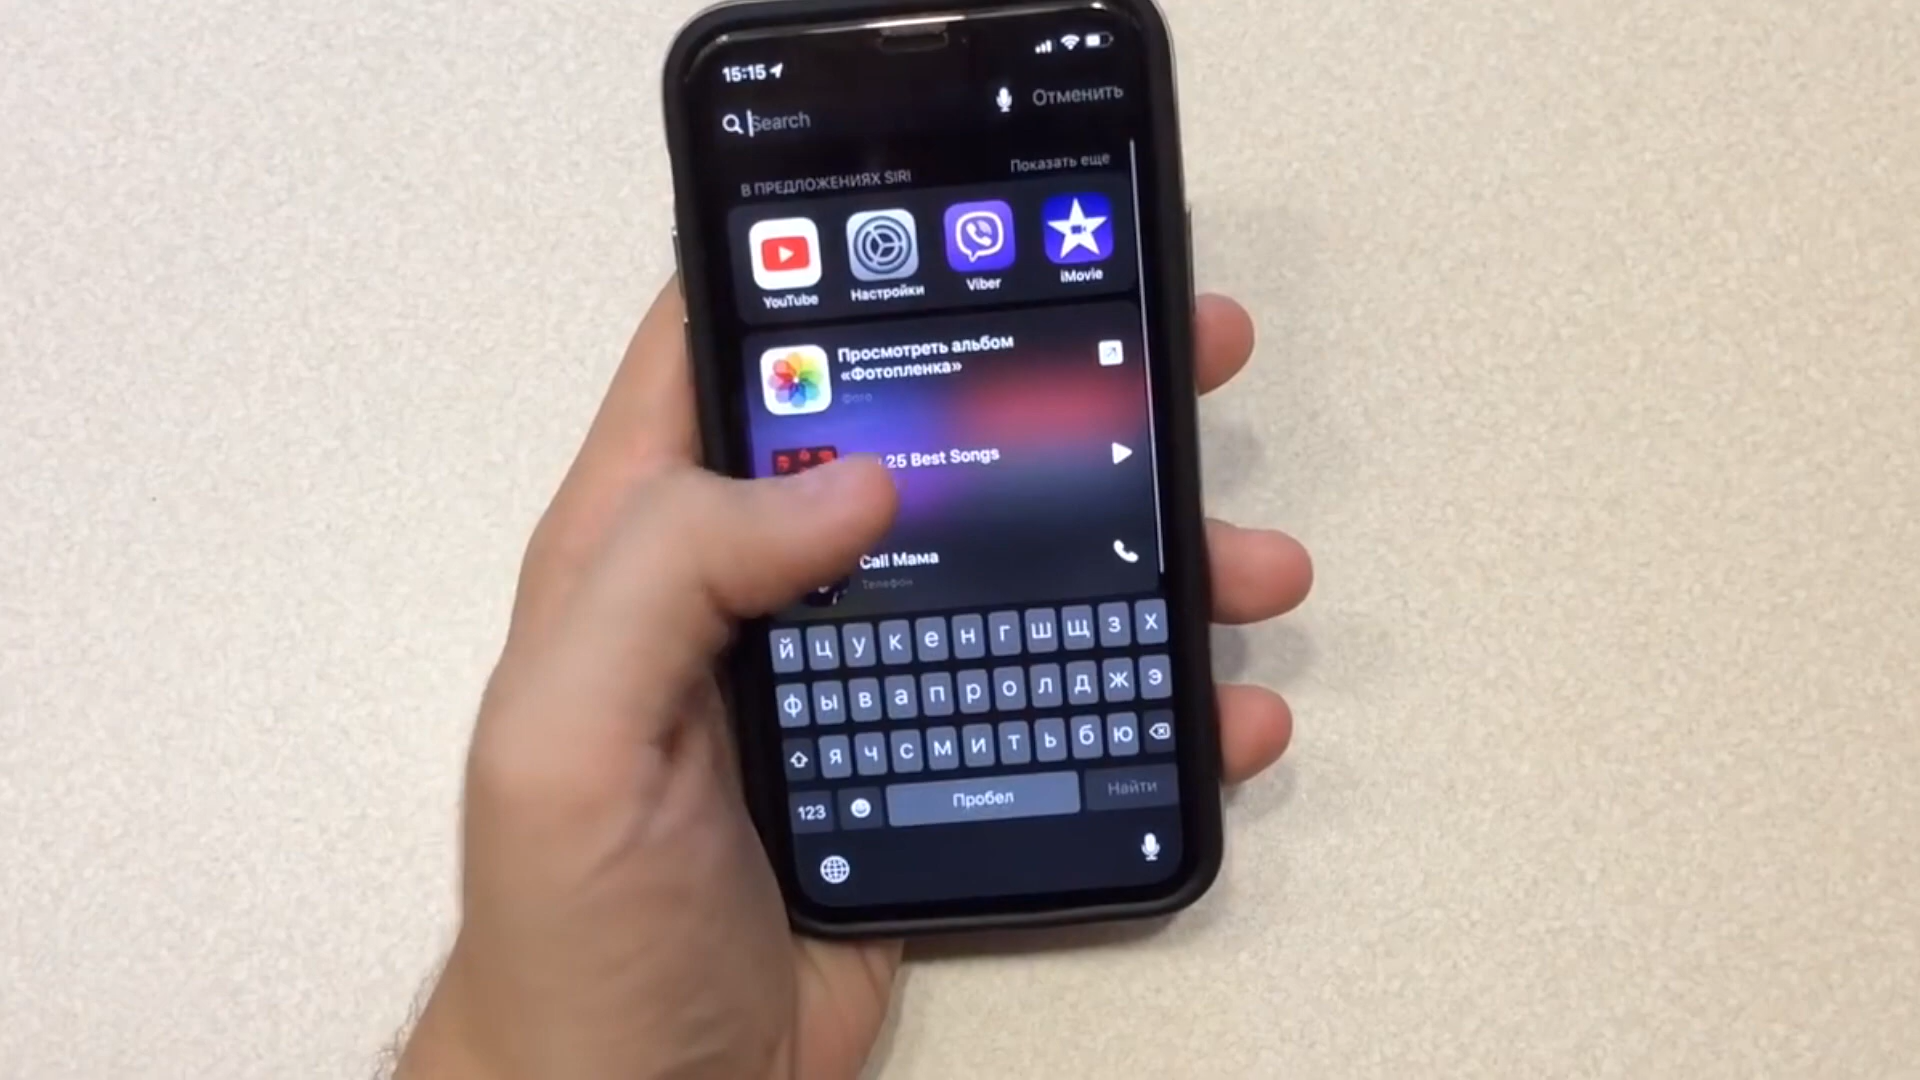 15:15
Отменить
Search
В ПРЕДЛОЖЕНИЯХ SIRI
Показать еще
YouTube
Настройки
Viber
iMovie
Просмотреть альбом
«Фотопленка»
Фото
25 Best Songs
Call Мама
Телефон
й ц у к е н г ш щ з х
ф ы в а п р о л д ж э
я ч с м и т ь б ю
123
Пробел
Найти